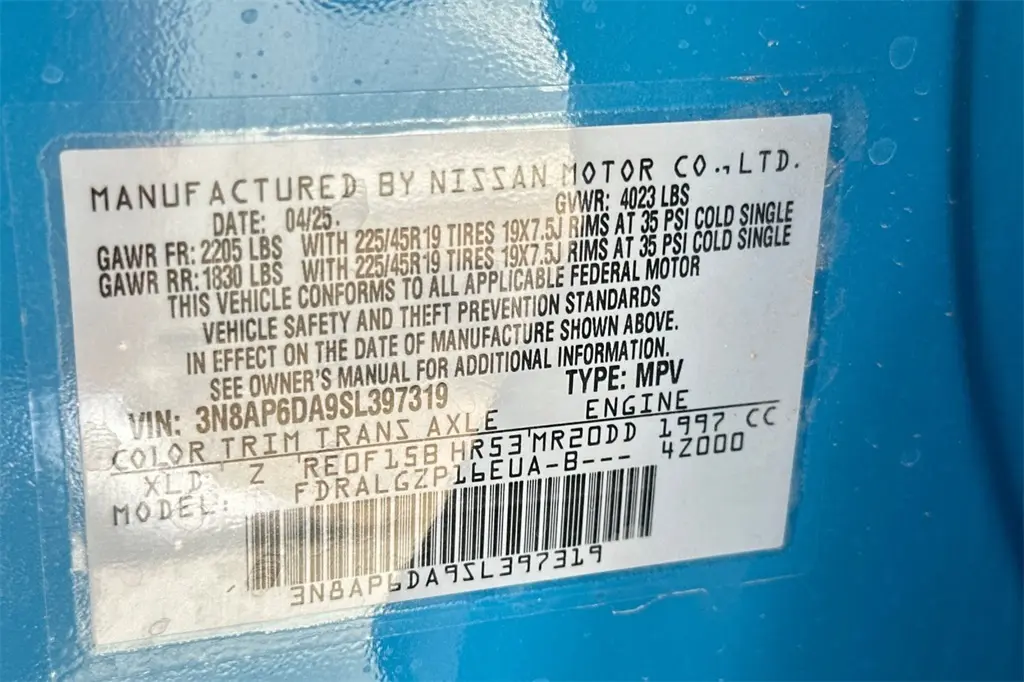 MANUFACTURED BY NISSAN MOTOR CO., LTD.
DATE: 04/25. GVWR: 4023 LBS
GAWR FR: 2205 LBS WITH 225/45R19 TIRES 19X7.5J RIMS AT 35 PSI COLD SINGLE
GAWR RR: 1830 LBS WITH 225/45R19 TIRES 19X7.5J RIMS AT 35 PSI COLD SINGLE
THIS VEHICLE CONFORMS TO ALL APPLICABLE FEDERAL MOTOR
VEHICLE SAFETY AND THEFT PREVENTION STANDARDS
IN EFFECT ON THE DATE OF MANUFACTURE SHOWN ABOVE.
SEE OWNER'S MANUAL FOR ADDITIONAL INFORMATION.
VIN: 3N8AP6DA9SL397319 TYPE: MPV
COLOR TRIM TRANS AXLE ENGINE
XLD Z RE0F15B HR53 MR20DD 1997 CC
MODEL: FDRALGZP16EUA-B--- 4Z000
3N8AP6DA9SL397319